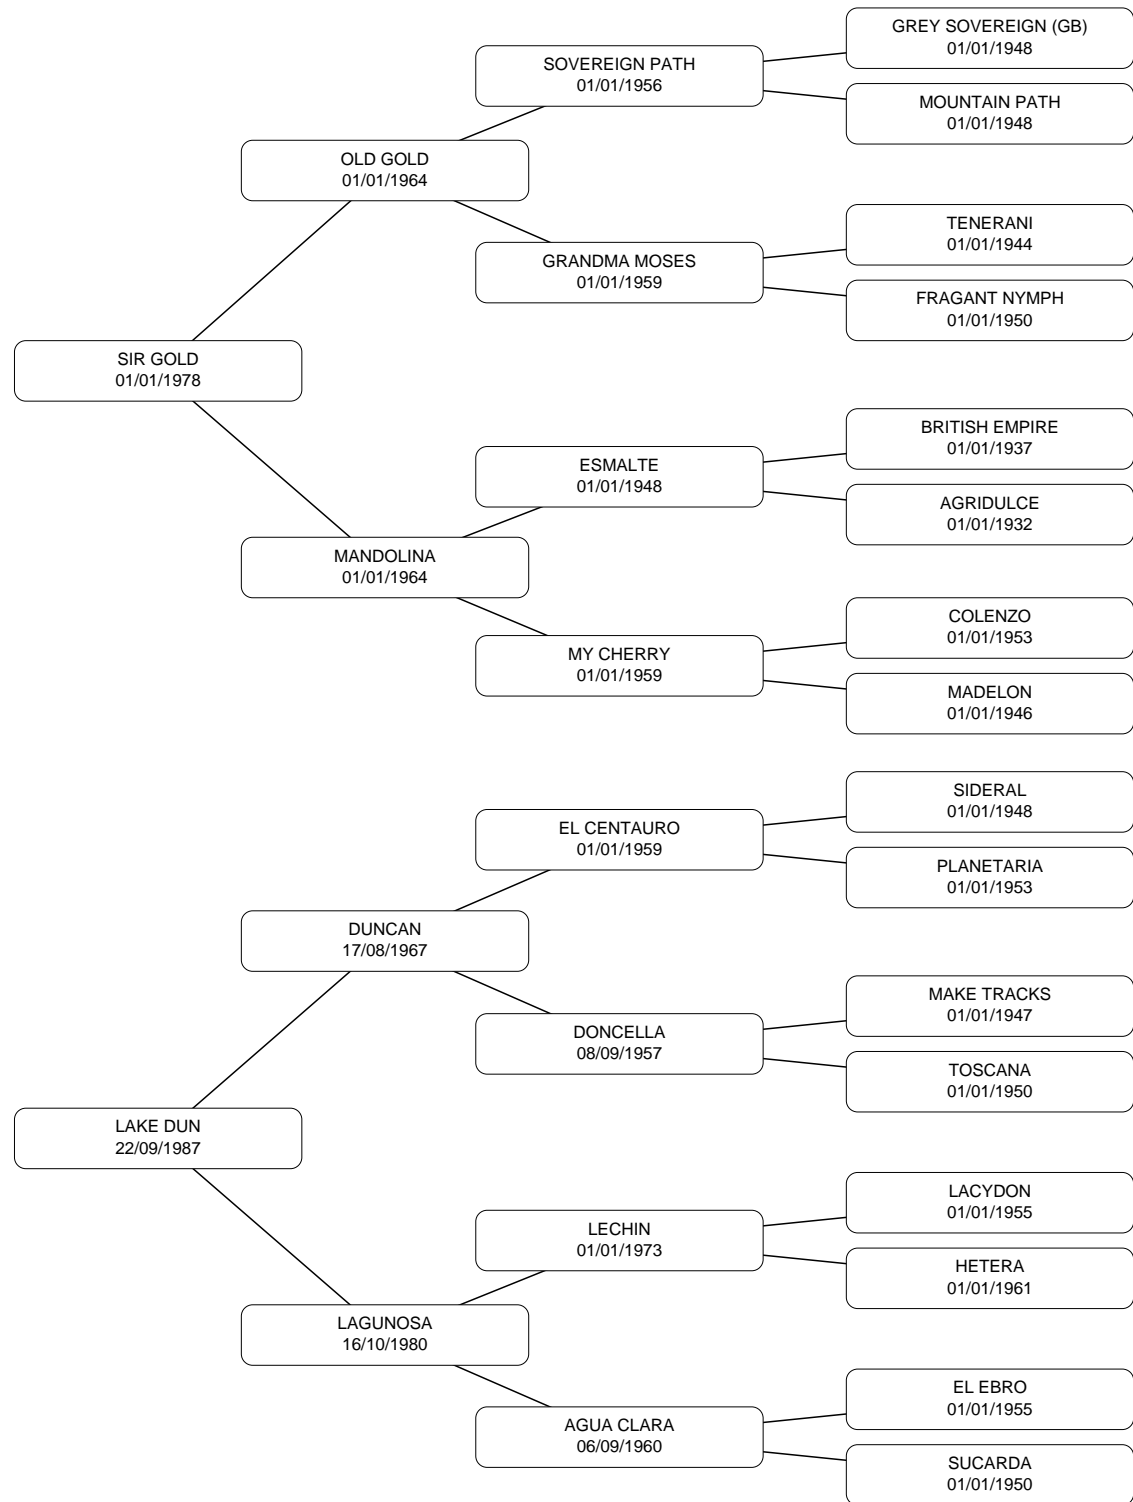 GREY SOVEREIGN (GB)
01/01/1948
SOVEREIGN PATH
01/01/1956
MOUNTAIN PATH
01/01/1948
OLD GOLD
01/01/1964
TENERANI
01/01/1944
GRANDMA MOSES
01/01/1959
FRAGANT NYMPH
01/01/1950
SIR GOLD
01/01/1978
BRITISH EMPIRE
01/01/1937
ESMALTE
01/01/1948
AGRIDULCE
01/01/1932
MANDOLINA
01/01/1964
COLENZO
01/01/1953
MY CHERRY
01/01/1959
MADELON
01/01/1946
SIDERAL
01/01/1948
EL CENTAURO
01/01/1959
PLANETARIA
01/01/1953
DUNCAN
17/08/1967
MAKE TRACKS
01/01/1947
DONCELLA
08/09/1957
TOSCANA
01/01/1950
LAKE DUN
22/09/1987
LACYDON
01/01/1955
LECHIN
01/01/1973
HETERA
01/01/1961
LAGUNOSA
16/10/1980
EL EBRO
01/01/1955
AGUA CLARA
06/09/1960
SUCARDA
01/01/1950